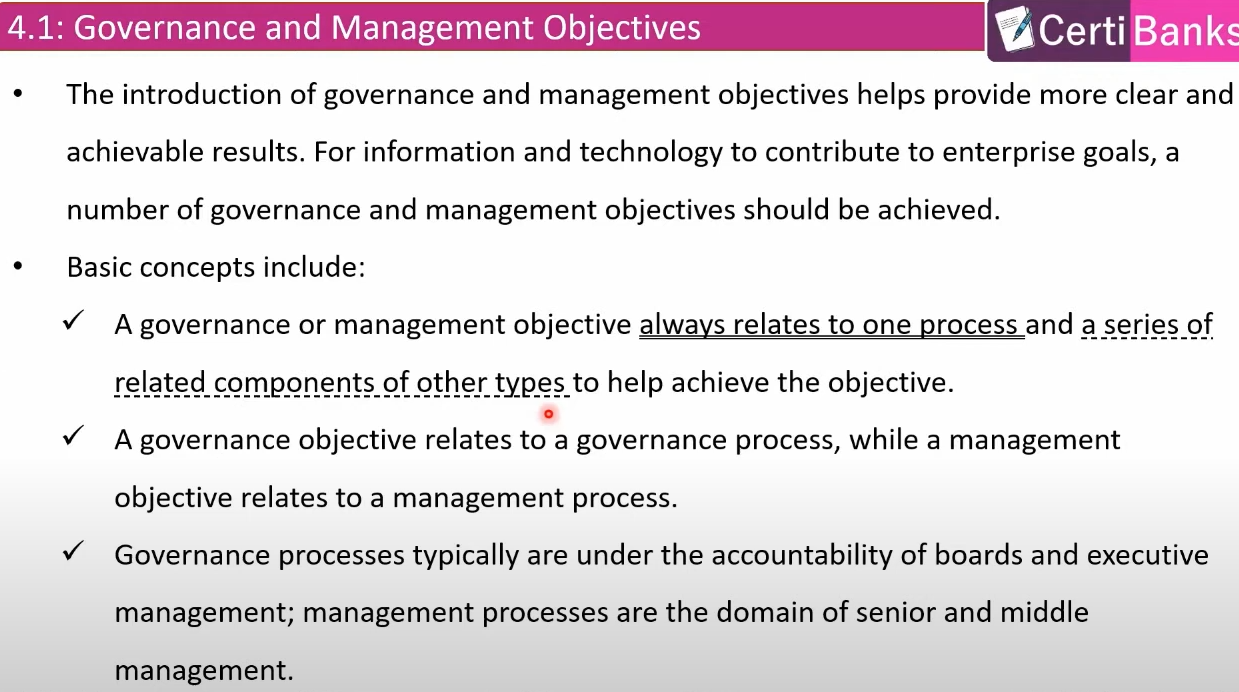 4.1: Governance and Management Objectives
CertiBanks
• The introduction of governance and management objectives helps provide more clear and
achievable results. For information and technology to contribute to enterprise goals, a
number of governance and management objectives should be achieved.
• Basic concepts include:
✓ A governance or management objective always relates to one process and a series of
related components of other types to help achieve the objective.
✓ A governance objective relates to a governance process, while a management
objective relates to a management process.
✓ Governance processes typically are under the accountability of boards and executive
management; management processes are the domain of senior and middle
management.